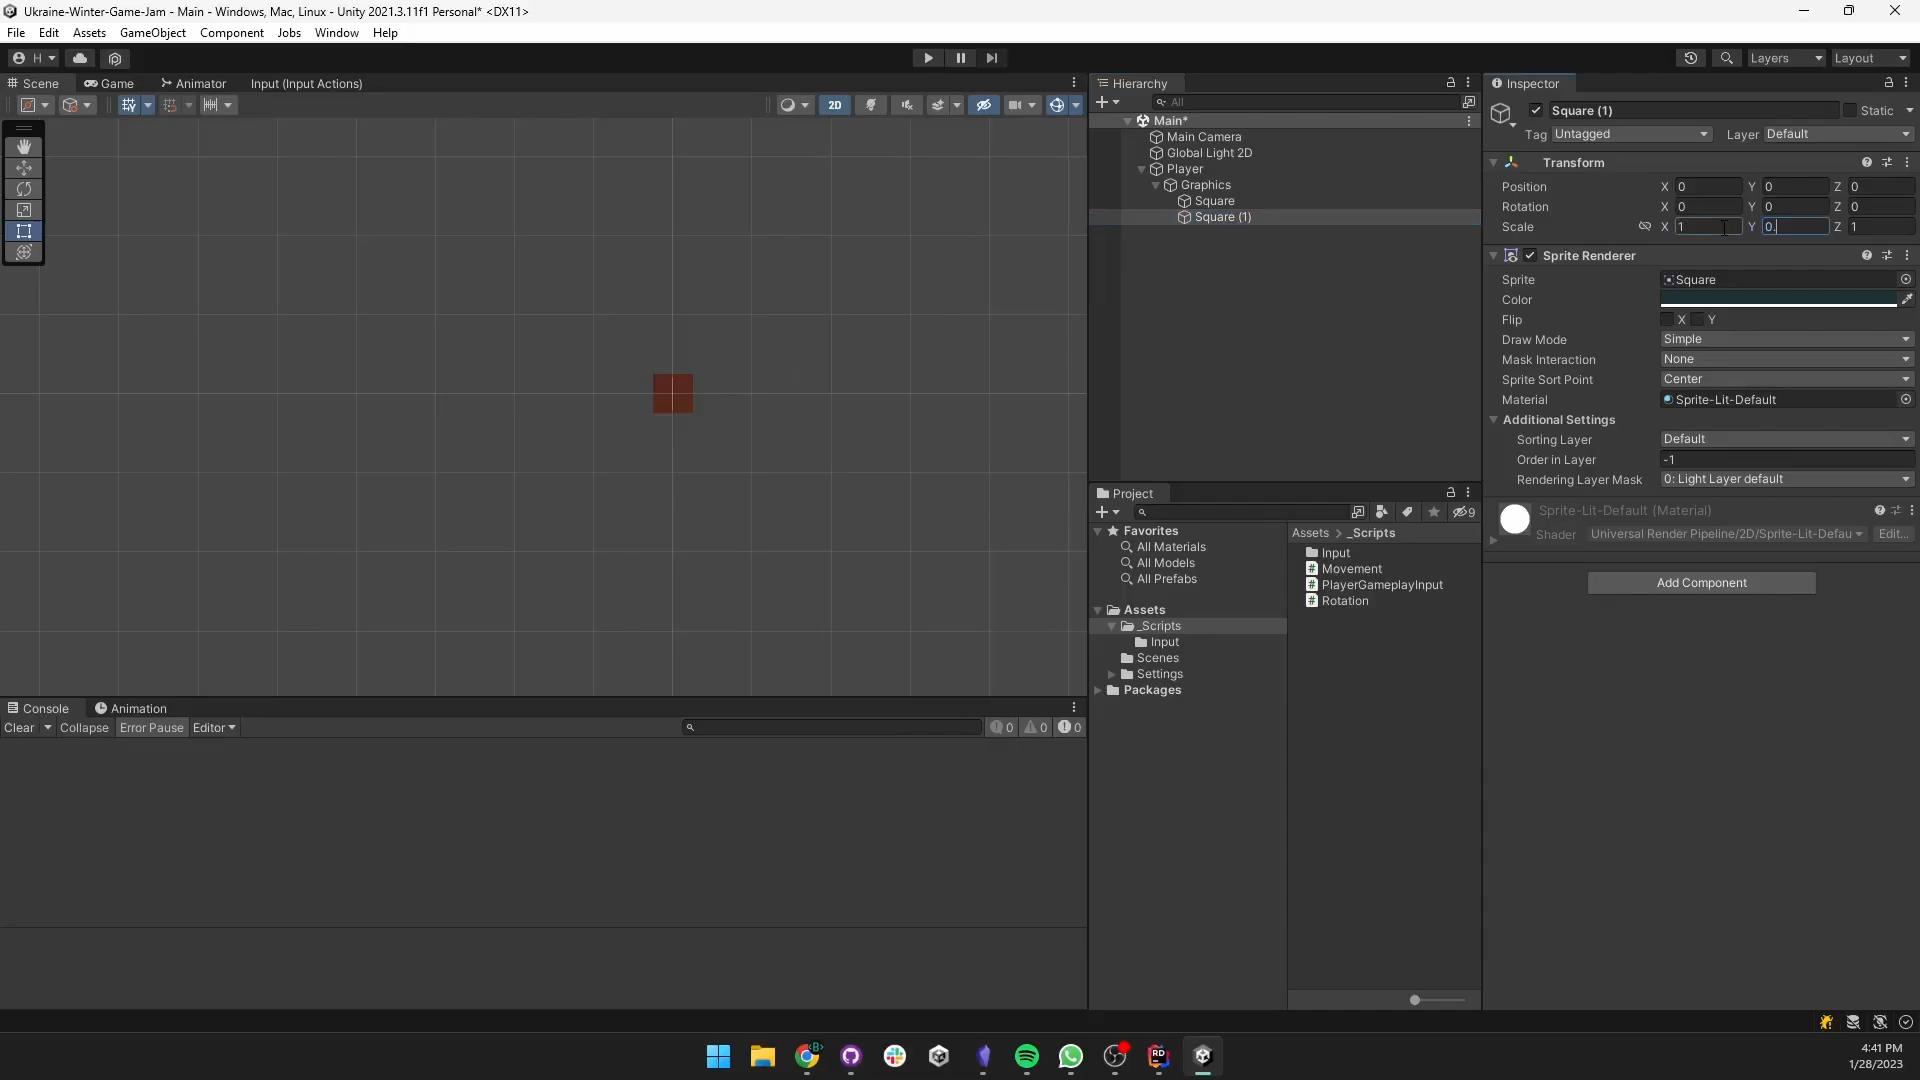 Ukraine-Winter-Game-Jam - Main - Windows, Mac, Linux - Unity 2021.3.11f1 Personal* <DX11>
File Edit Assets GameObject Component Jobs Window Help
H Layers Layout
Scene Game Animator Input (Input Actions)
2D
Hierarchy
All
Main*
Main Camera
Global Light 2D
Player
Graphics
Square
Square (1)
Inspector
Square (1) Static
Tag Untagged Layer Default
Transform
Position X 0 Y 0 Z 0
Rotation X 0 Y 0 Z 0
Scale X 1 Y 0. Z 1
Sprite Renderer
Sprite Square
Color
Flip X Y
Draw Mode Simple
Mask Interaction None
Sprite Sort Point Center
Material Sprite-Lit-Default
Additional Settings
Sorting Layer Default
Order in Layer -1
Rendering Layer Mask 0: Light Layer default
Sprite-Lit-Default (Material)
Shader Universal Render Pipeline/2D/Sprite-Lit-Defau Edit...
Add Component
Project
9
Favorites
All Materials
All Models
All Prefabs
Assets
_Scripts
Input
Scenes
Settings
Packages
Assets > _Scripts
Input
Movement
PlayerGameplayInput
Rotation
Console Animation
Clear Collapse Error Pause Editor 0 0 0
B
RD
4:41 PM
1/28/2023